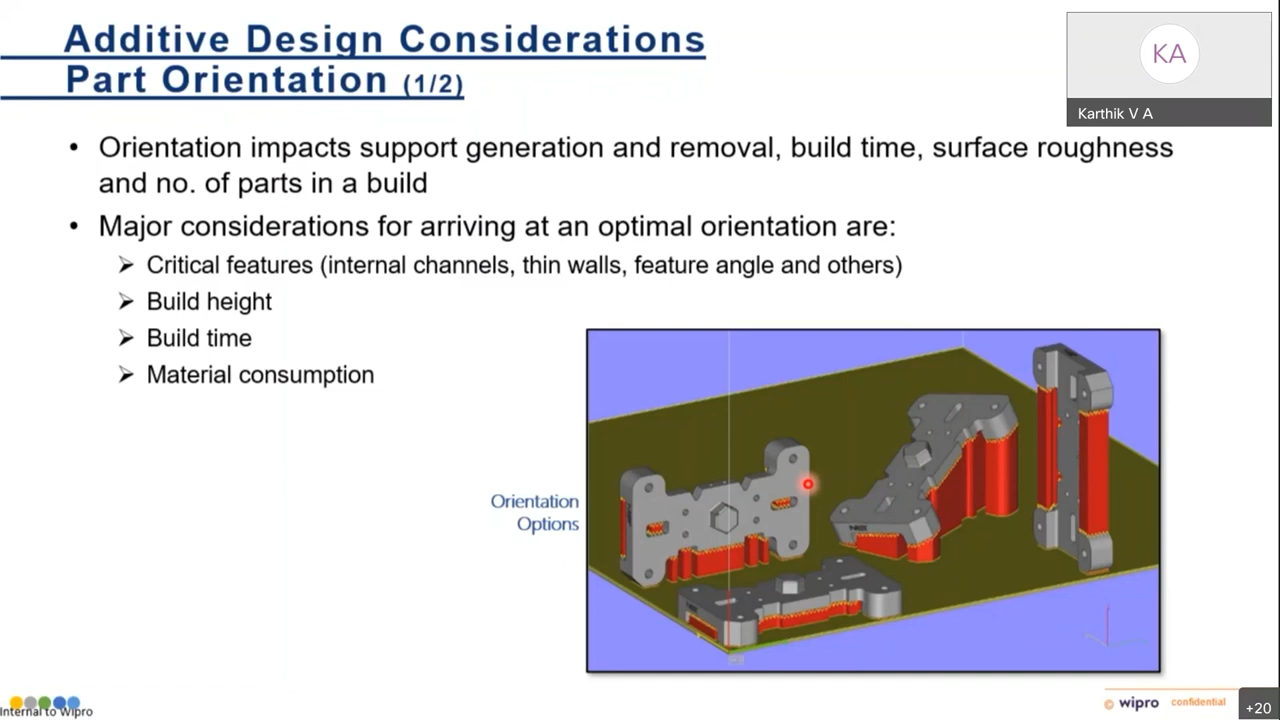 Additive Design Considerations
Part Orientation (1/2)
KA
Karthik V A
• Orientation impacts support generation and removal, build time, surface roughness
and no. of parts in a build
• Major considerations for arriving at an optimal orientation are:
➢ Critical features (internal channels, thin walls, feature angle and others)
➢ Build height
➢ Build time
➢ Material consumption
Orientation
Options
Internal to Wipro
© wipro confidential
+20